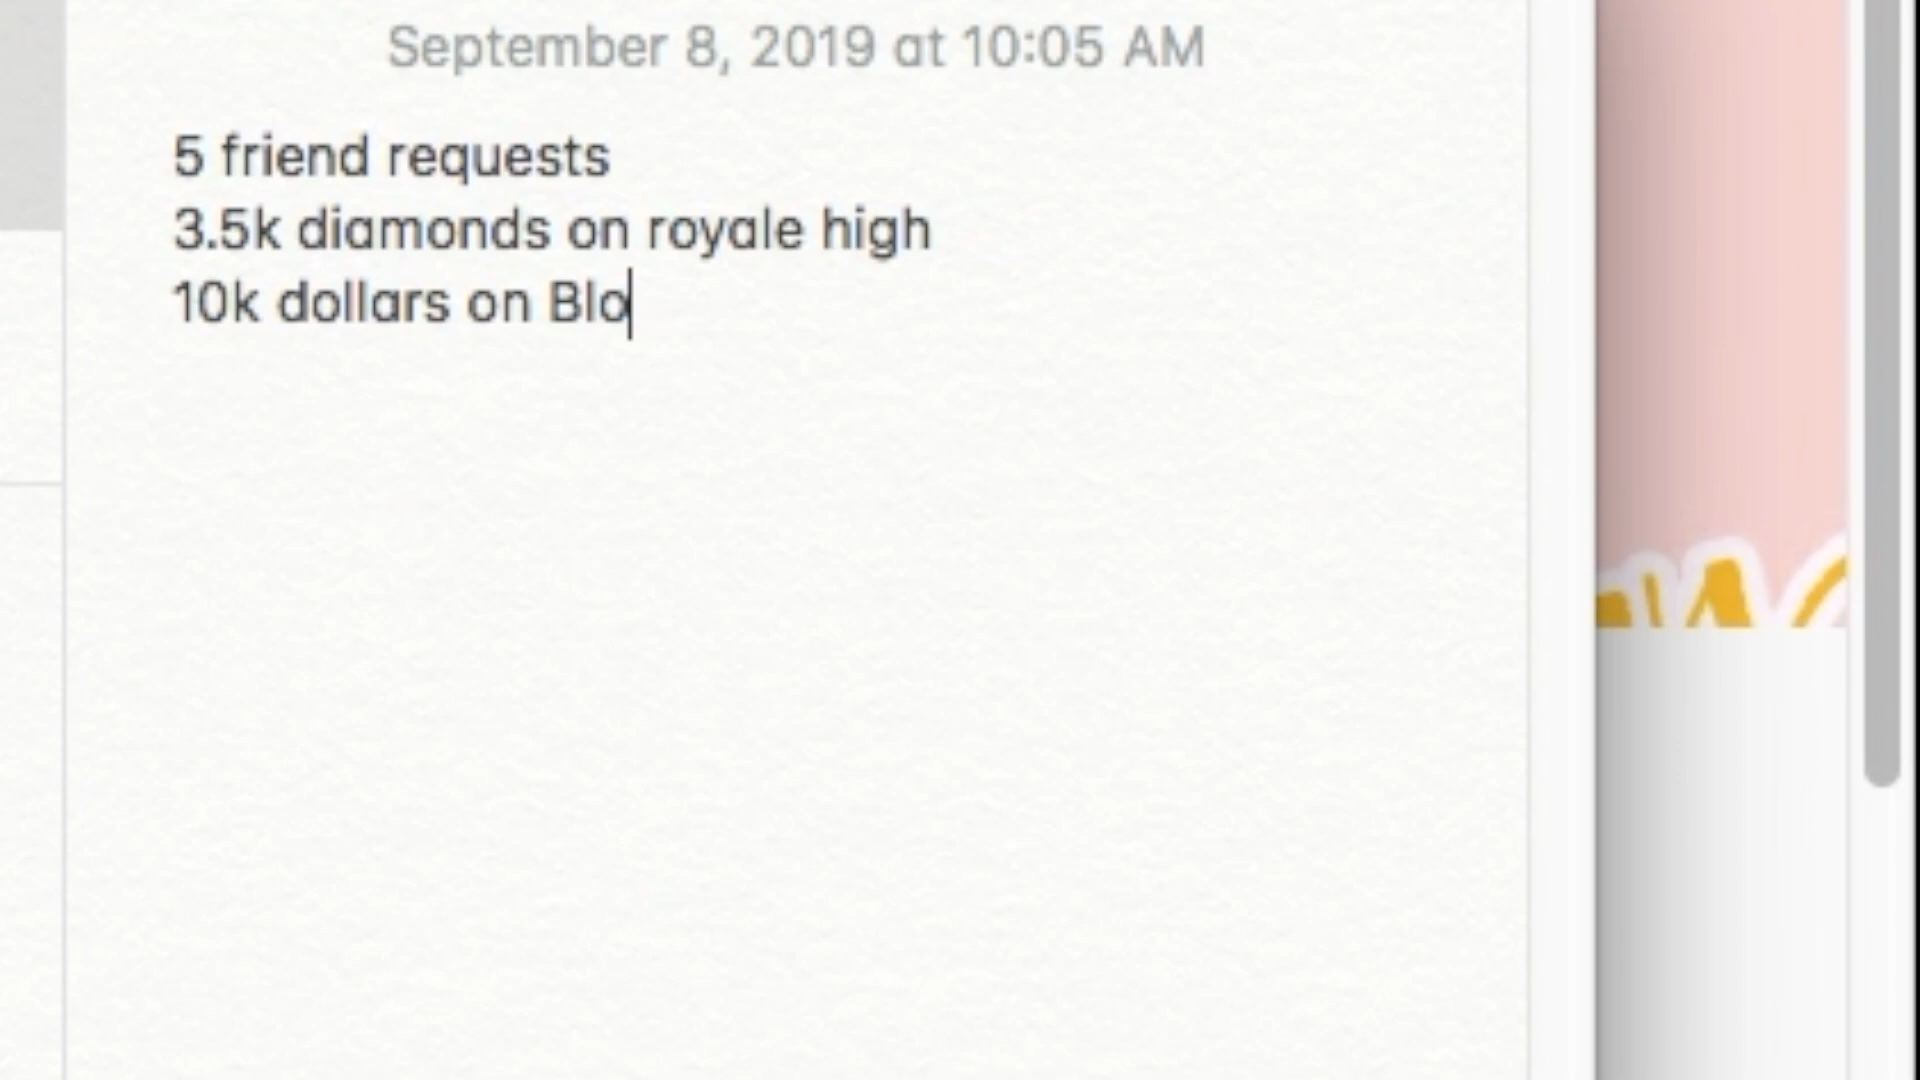 September 8, 2019 at 10:05 AM
5 friend requests
3.5k diamonds on royale high
10k dollars on Blo